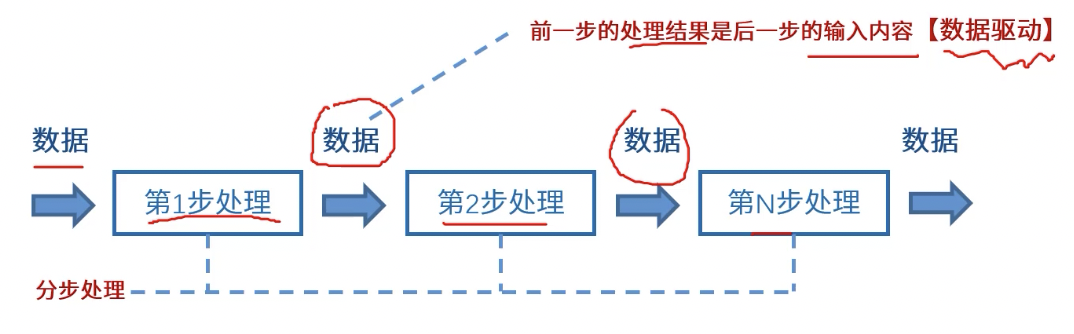 前一步的处理结果是后一步的输入内容【数据驱动】
数据
数据
数据
数据
第1步处理
第2步处理
第N步处理
分步处理